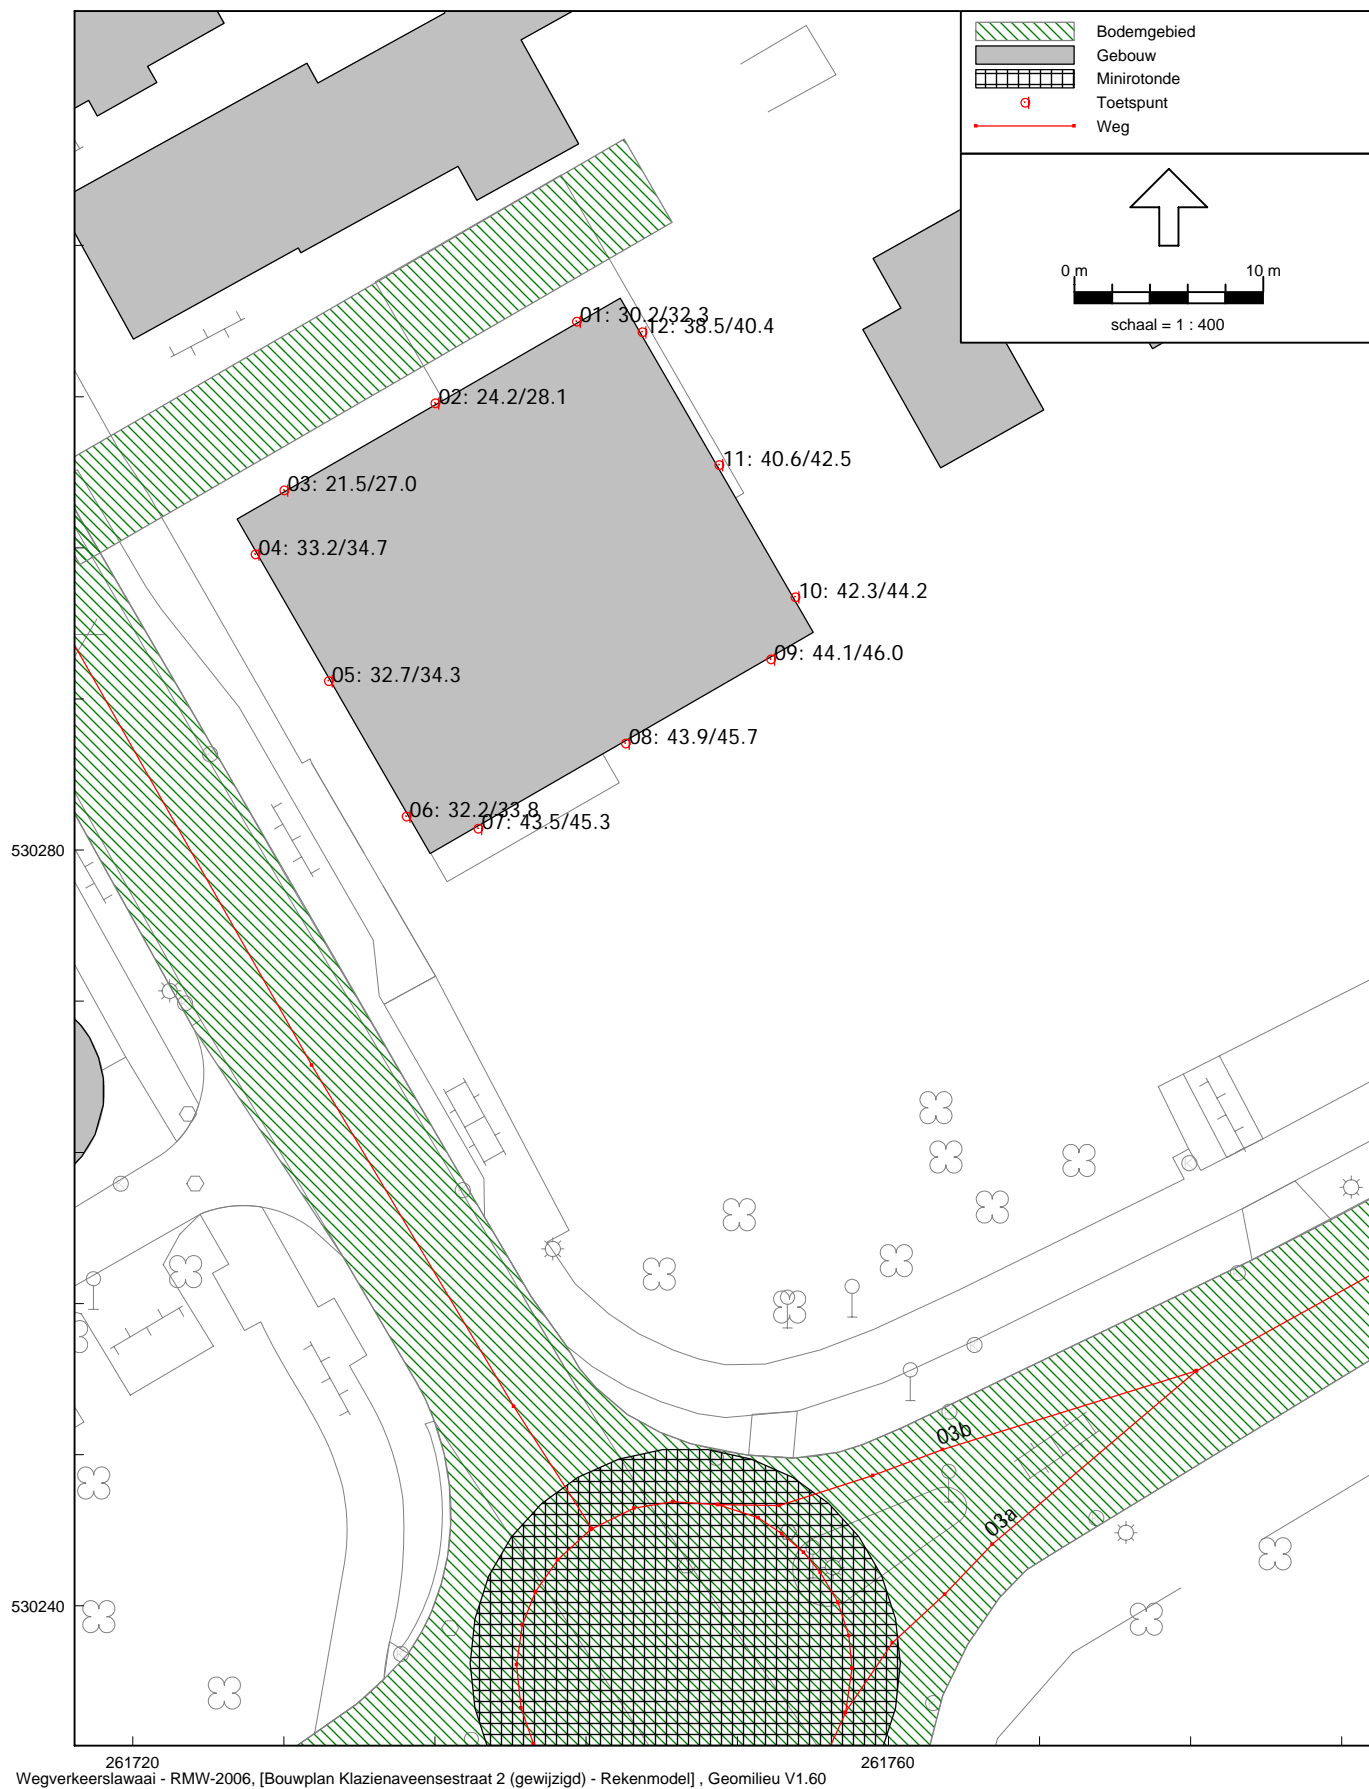 Bodemgebied
Gebouw
Minirotonde
Toetspunt
Weg
0 m
10 m
schaal = 1 : 400
01: 30.2/32.3
12: 38.5/40.4
02: 24.2/28.1
11: 40.6/42.5
03: 21.5/27.0
04: 33.2/34.7
10: 42.3/44.2
09: 44.1/46.0
05: 32.7/34.3
08: 43.9/45.7
06: 32.2/33.8
07: 43.5/45.3
530280
03b
03a
530240
261720
261760
Wegverkeerslawaai - RMW-2006, [Bouwplan Klazienaveensestraat 2 (gewijzigd) - Rekenmodel] , Geomilieu V1.60